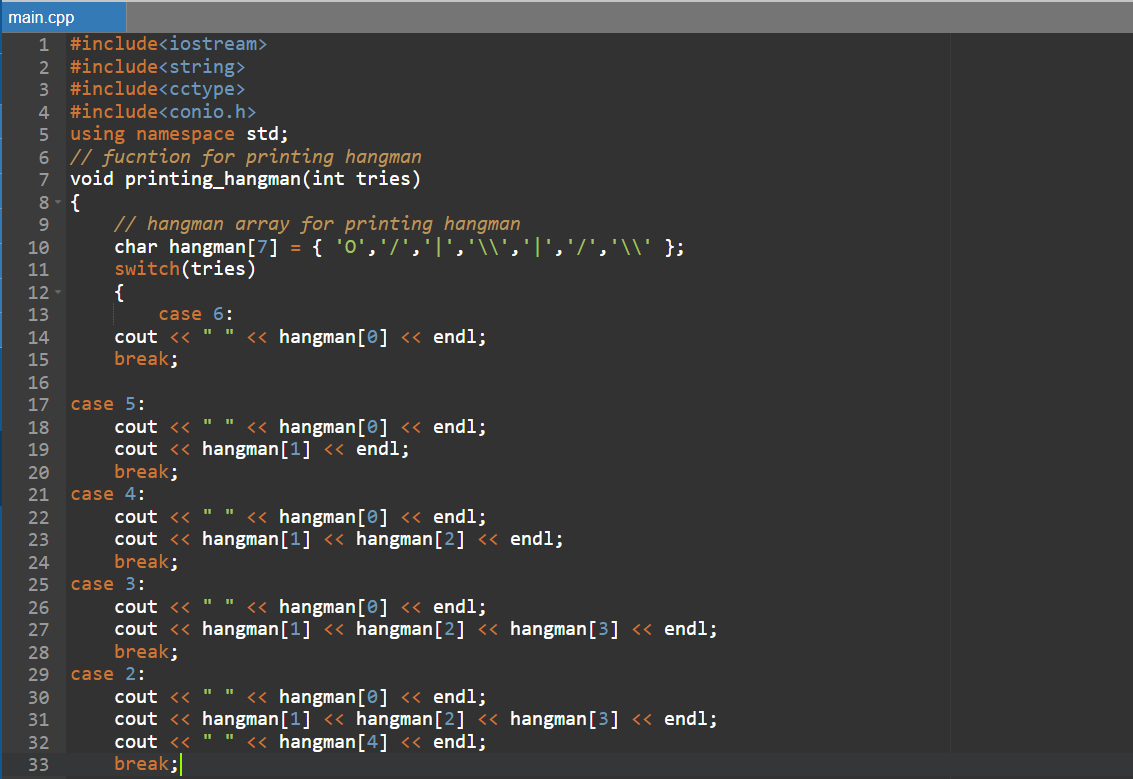 main.cpp
1 #include<iostream>
2 #include<string>
3 #include<cctype>
4 #include<conio.h>
5 using namespace std;
6 // fucntion for printing hangman
7 void printing_hangman(int tries)
8 {
9     // hangman array for printing hangman
10     char hangman[7] = { 'O','/','|','\\','|','/','\\' };
11     switch(tries)
12     {
13         case 6:
14     cout << " " << hangman[0] << endl;
15     break;
16
17 case 5:
18     cout << " " << hangman[0] << endl;
19     cout << hangman[1] << endl;
20     break;
21 case 4:
22     cout << " " << hangman[0] << endl;
23     cout << hangman[1] << hangman[2] << endl;
24     break;
25 case 3:
26     cout << " " << hangman[0] << endl;
27     cout << hangman[1] << hangman[2] << hangman[3] << endl;
28     break;
29 case 2:
30     cout << " " << hangman[0] << endl;
31     cout << hangman[1] << hangman[2] << hangman[3] << endl;
32     cout << " " << hangman[4] << endl;
33     break;